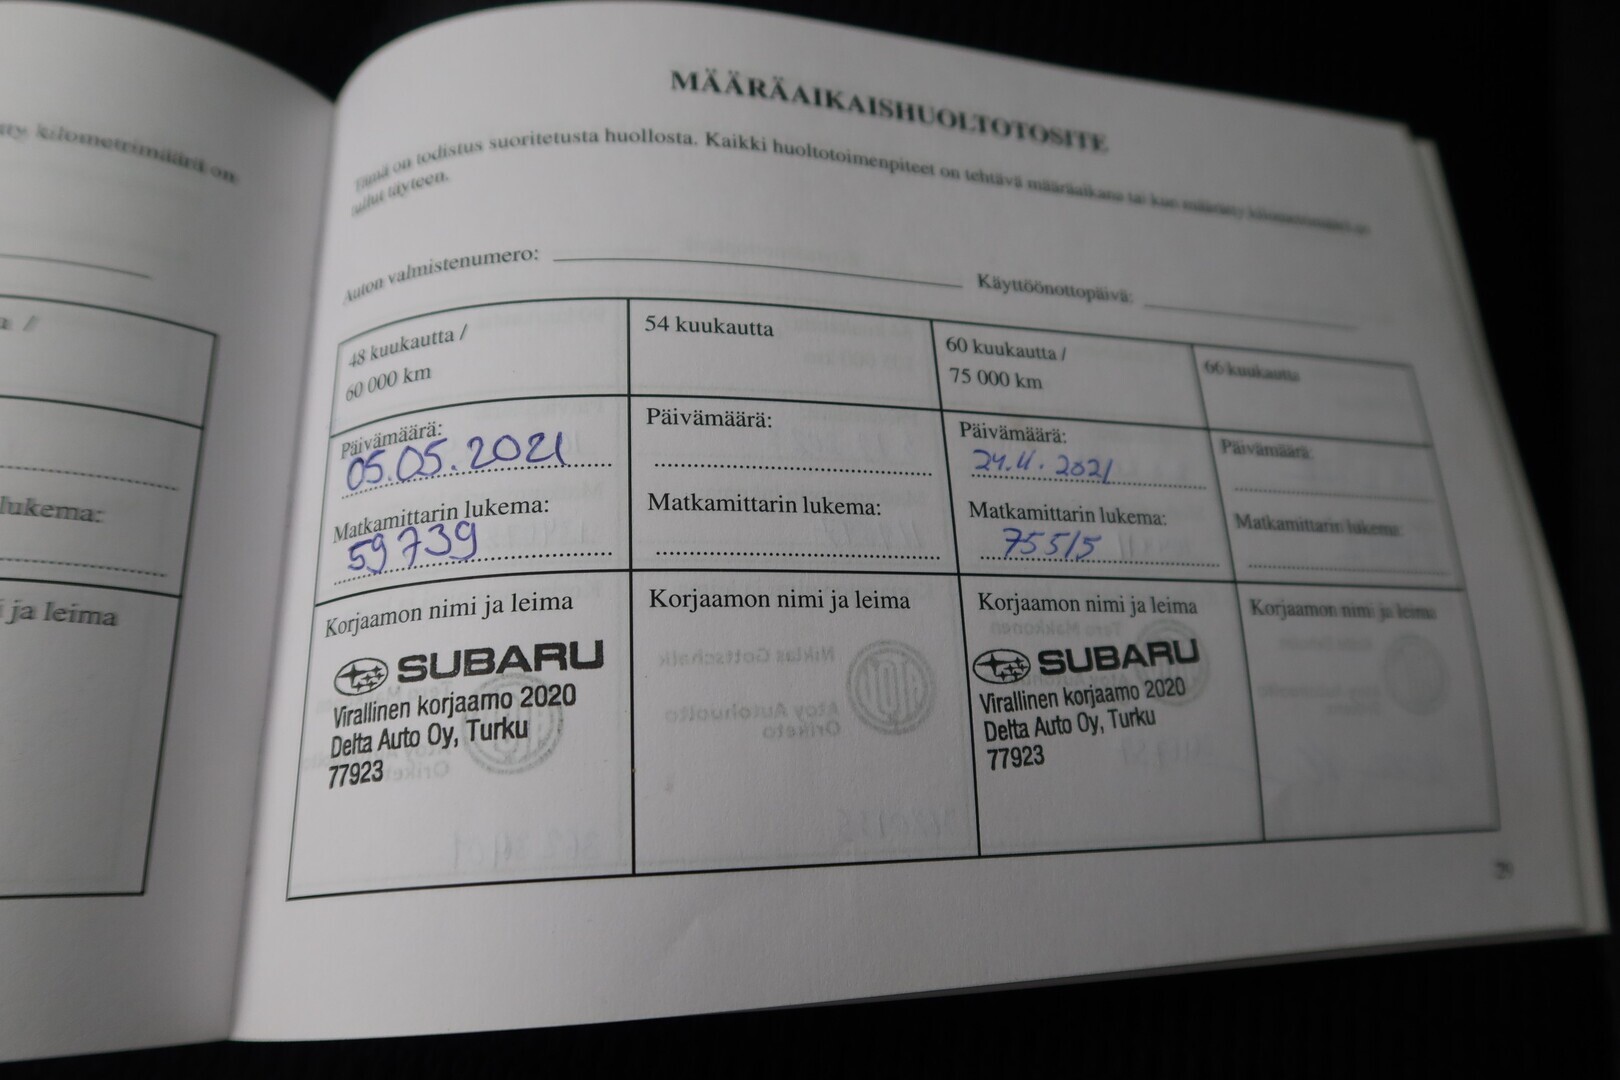 kilometrimäärä on
lukema:
ja leima
MÄÄRÄAIKAISHUOLTOTOSITE
Tämä on todistus suoritetusta huollosta. Kaikki huoltotoimenpiteet on tehtävä määräaikana tai kun määrätty kilometrimäärä on
tullut täyteen.
Auton valmistenumero:
Käyttöönottopäivä:
48 kuukautta /
60 000 km
Päivämäärä:
05.05.2021
Matkamittarin lukema:
59739
Korjaamon nimi ja leima
SUBARU
Virallinen korjaamo 2020
Delta Auto Oy, Turku
77923
54 kuukautta
Päivämäärä:
Matkamittarin lukema:
Korjaamon nimi ja leima
60 kuukautta /
75 000 km
Päivämäärä:
24.11.2021
Matkamittarin lukema:
75515
Korjaamon nimi ja leima
SUBARU
Virallinen korjaamo 2020
Delta Auto Oy, Turku
77923
66 kuukautta
Päivämäärä:
Matkamittarin lukema:
Korjaamon nimi ja leima
29